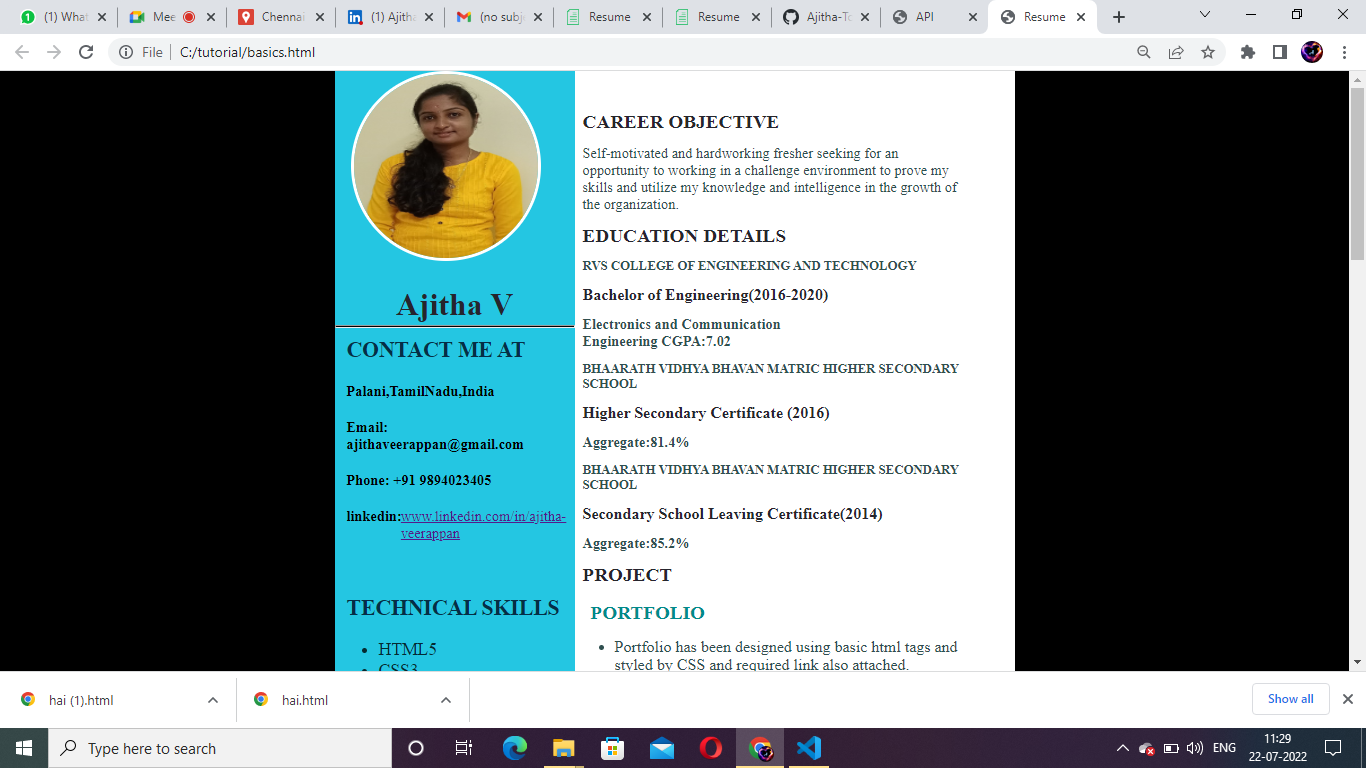 (1) What
Mee
Chennai
(1) Ajitha
(no subj
Resume
Resume
Ajitha-To
API
Resume
File
C:/tutorial/basics.html
Ajitha V
CONTACT ME AT
Palani,TamilNadu,India
Email:
ajithaveerappan@gmail.com
Phone: +91 9894023405
linkedin:www.linkedin.com/in/ajitha-
veerappan
TECHNICAL SKILLS
• HTML5
• CSS3
CAREER OBJECTIVE
Self-motivated and hardworking fresher seeking for an
opportunity to working in a challenge environment to prove my
skills and utilize my knowledge and intelligence in the growth of
the organization.
EDUCATION DETAILS
RVS COLLEGE OF ENGINEERING AND TECHNOLOGY
Bachelor of Engineering(2016-2020)
Electronics and Communication
Engineering CGPA:7.02
BHAARATH VIDHYA BHAVAN MATRIC HIGHER SECONDARY
SCHOOL
Higher Secondary Certificate (2016)
Aggregate:81.4%
BHAARATH VIDHYA BHAVAN MATRIC HIGHER SECONDARY
SCHOOL
Secondary School Leaving Certificate(2014)
Aggregate:85.2%
PROJECT
PORTFOLIO
• Portfolio has been designed using basic html tags and
styled by CSS and required link also attached.
hai (1).html
hai.html
Show all
Type here to search
ENG
11:29
22-07-2022